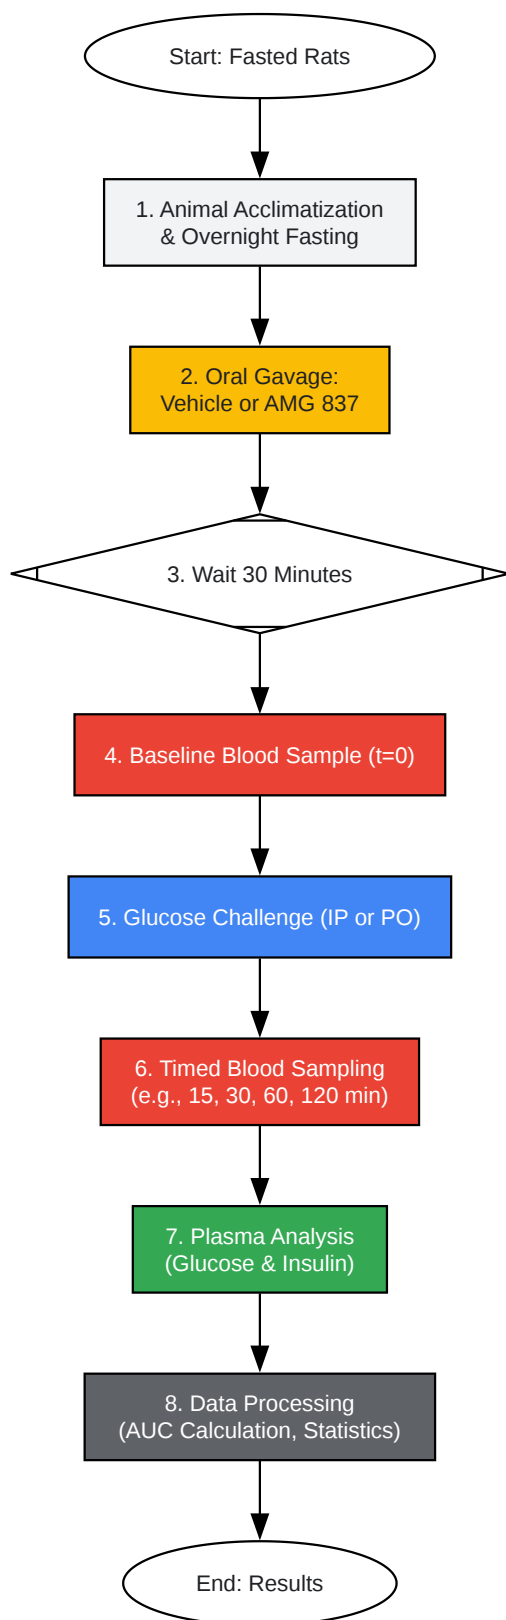 Start: Fasted Rats
1. Animal Acclimatization
& Overnight Fasting
2. Oral Gavage:
Vehicle or AMG 837
3. Wait 30 Minutes
4. Baseline Blood Sample (t=0)
5. Glucose Challenge (IP or PO)
6. Timed Blood Sampling
(e.g., 15, 30, 60, 120 min)
7. Plasma Analysis
(Glucose & Insulin)
8. Data Processing
(AUC Calculation, Statistics)
End: Results